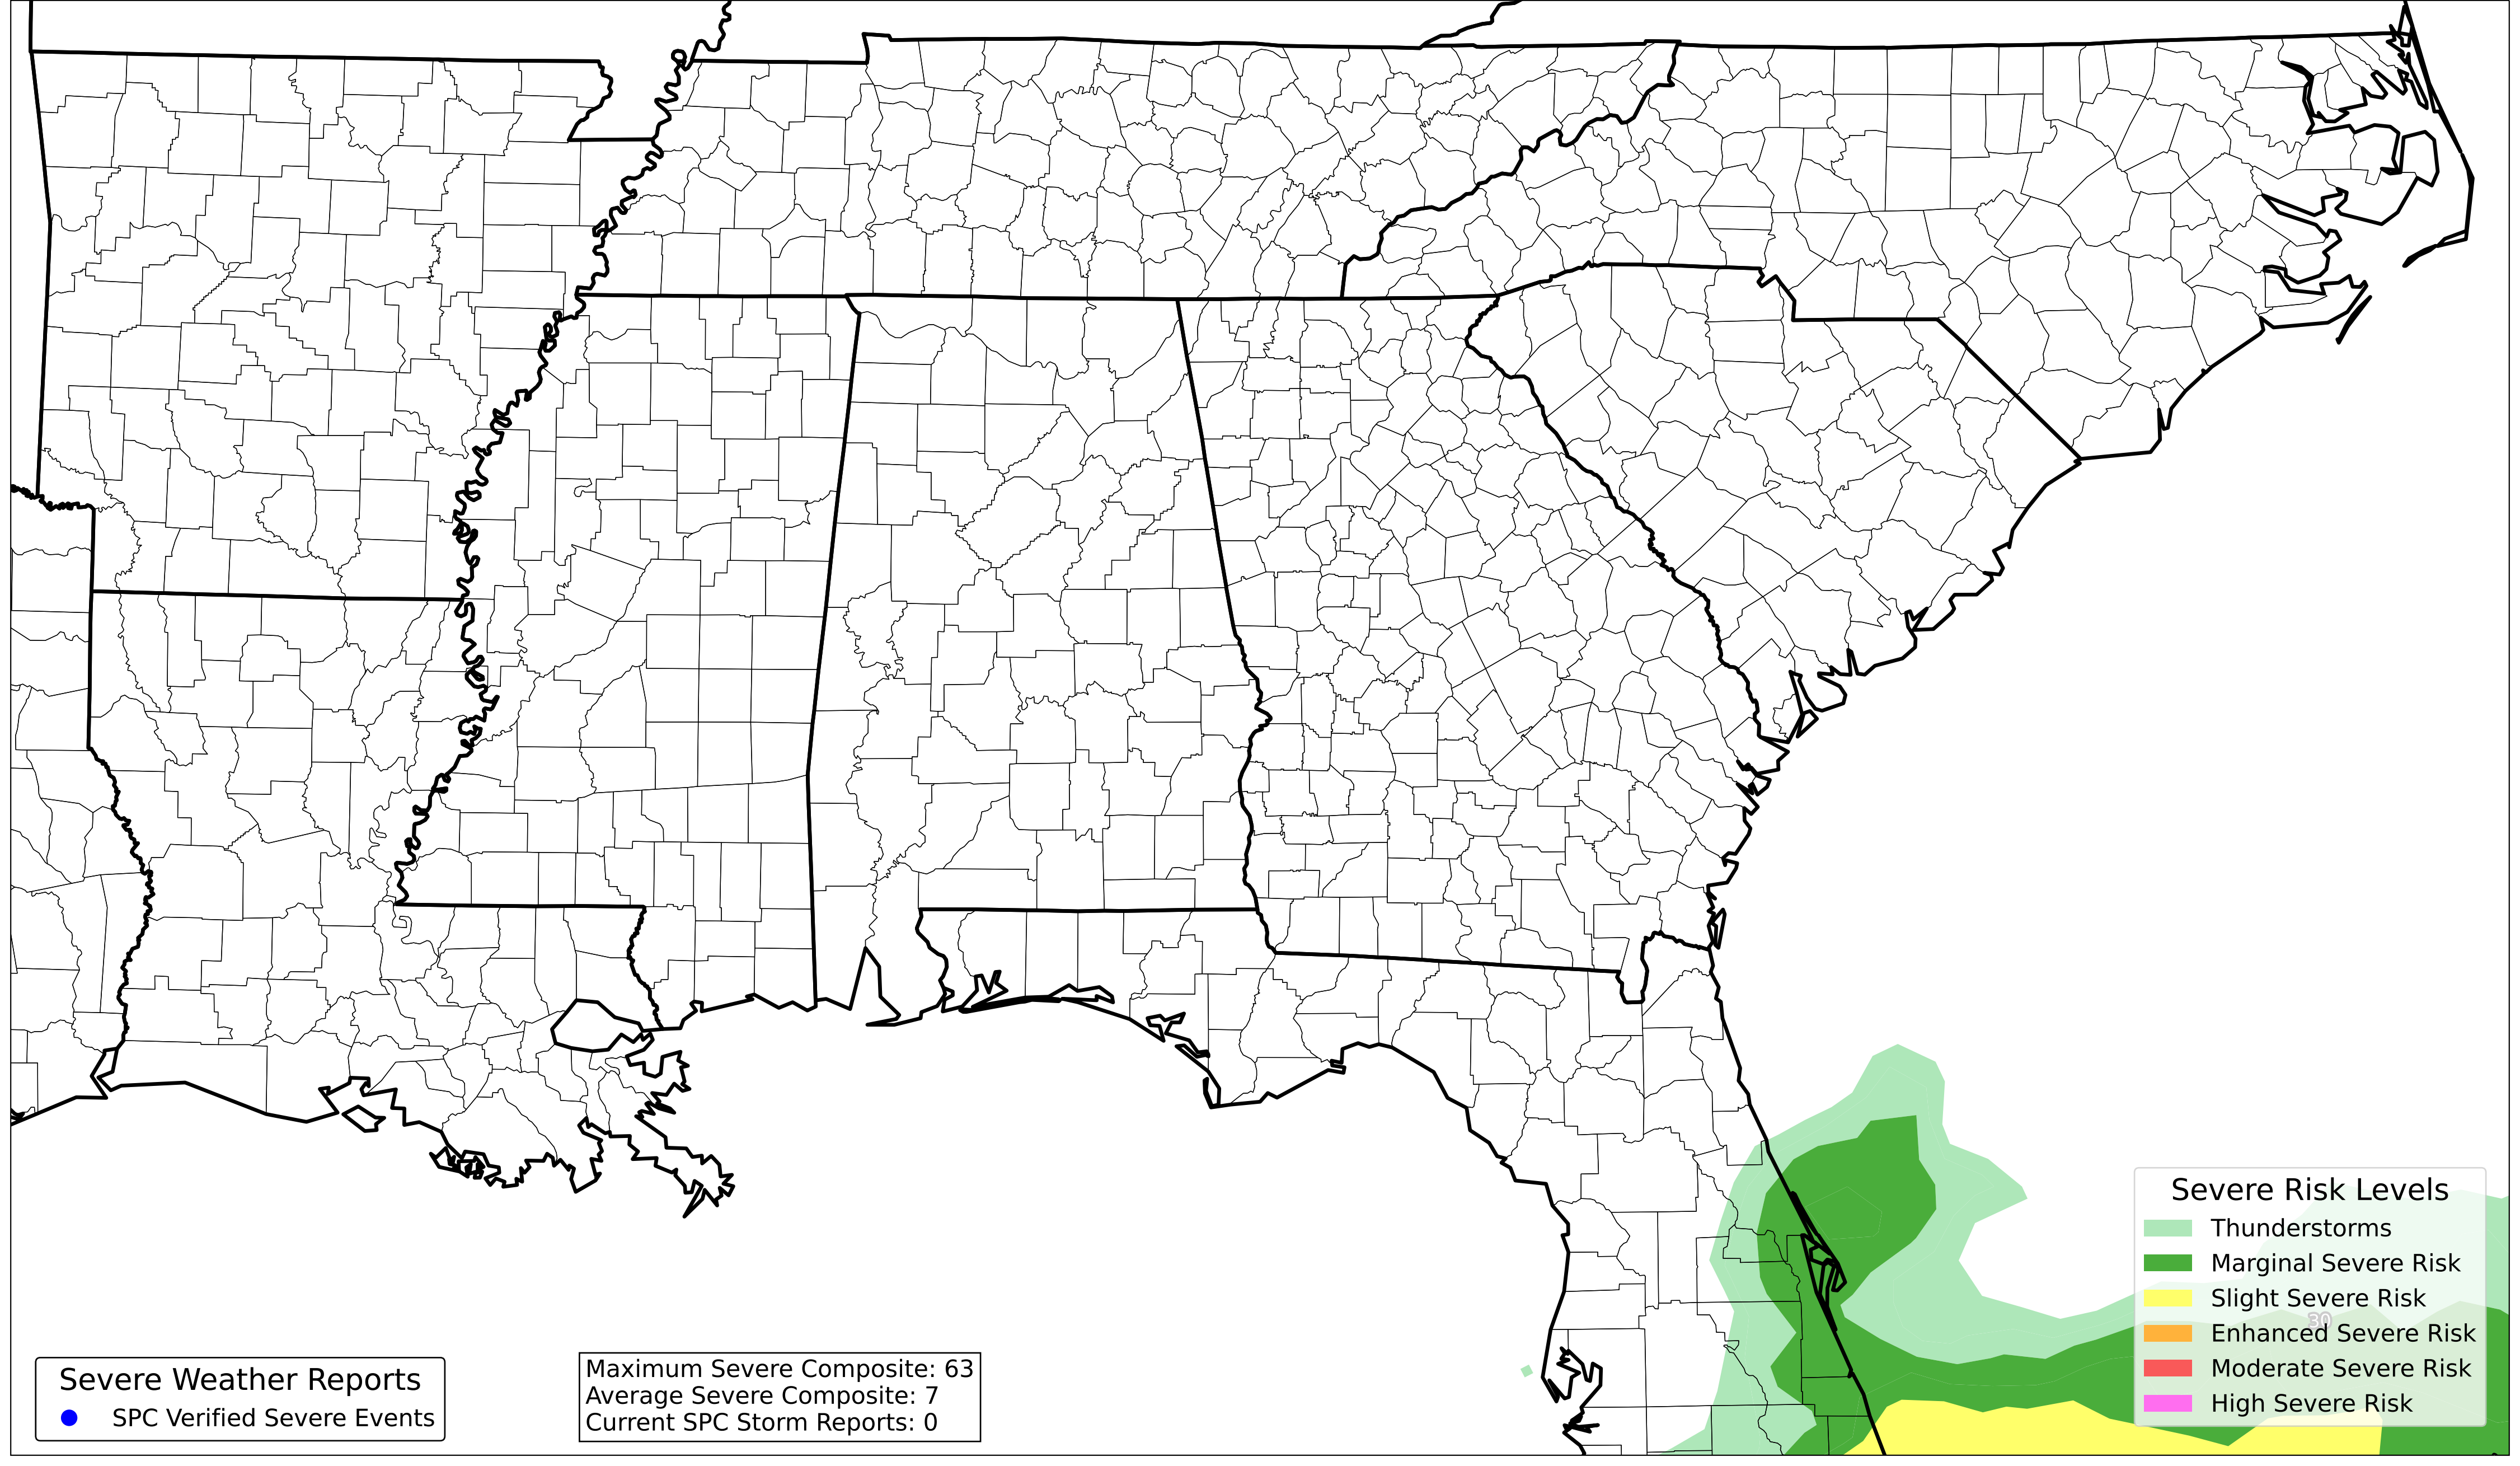 Severe Risk Levels
Thunderstorms
Marginal Severe Risk
Slight Severe Risk
30
Enhanced Severe Risk
Moderate Severe Risk
High Severe Risk
Severe Weather Reports
SPC Verified Severe Events
Maximum Severe Composite: 63
Average Severe Composite: 7
Current SPC Storm Reports: 0